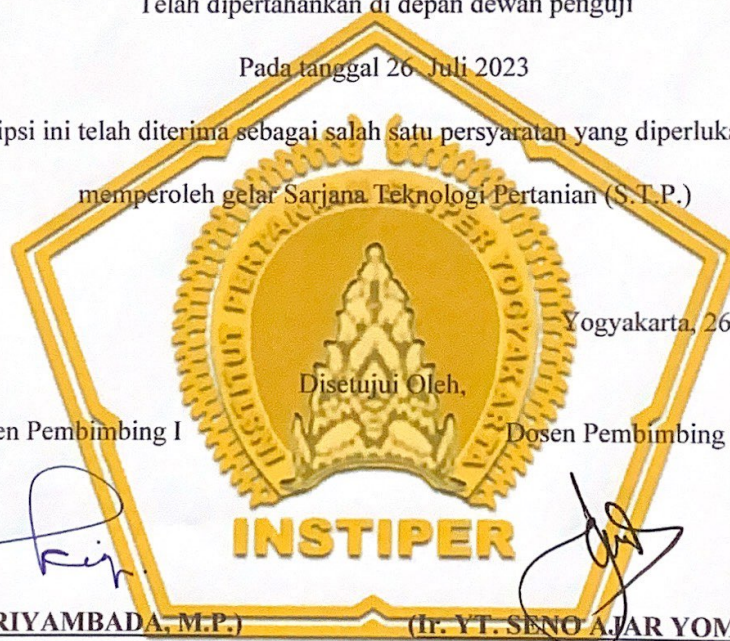 Telah dipertahankan di depan dewan penguji
Pada tanggal 26 Juli 2023
ipsi ini telah diterima sebagai salah satu persyaratan yang diperluka
memperoleh gelar Sarjana Teknologi Pertanian (S.T.P.)
INSTITUT PERTANIAN STIPER YOGYAKARTA
Yogyakarta, 26
Disetujui Oleh,
en Pembimbing I Dosen Pembimbing
INSTIPER
RIYAMBADA, M.P.) (Ir. YT. SENO AJAR YOM